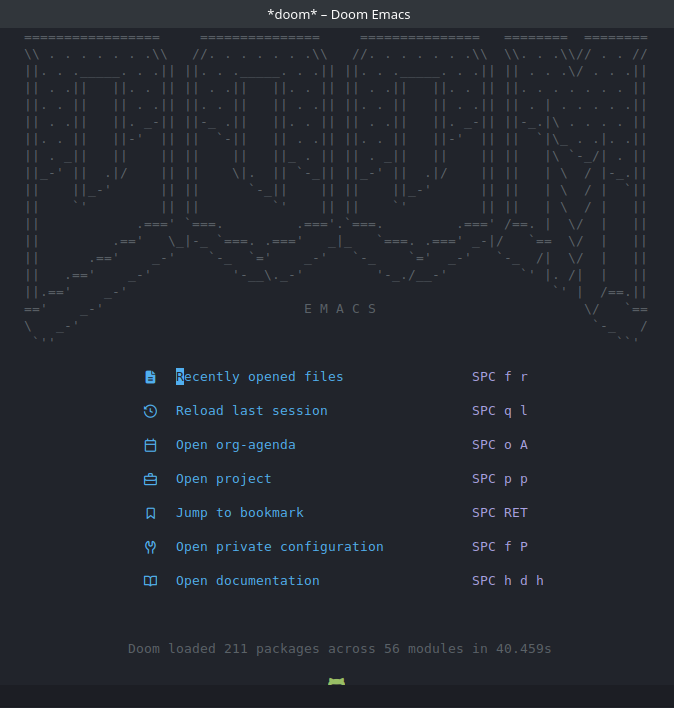 *doom* – Doom Emacs
E M A C S
Recently opened files SPC f r
Reload last session SPC q l
Open org-agenda SPC o A
Open project SPC p p
Jump to bookmark SPC RET
Open private configuration SPC f P
Open documentation SPC h d h
Doom loaded 211 packages across 56 modules in 40.459s